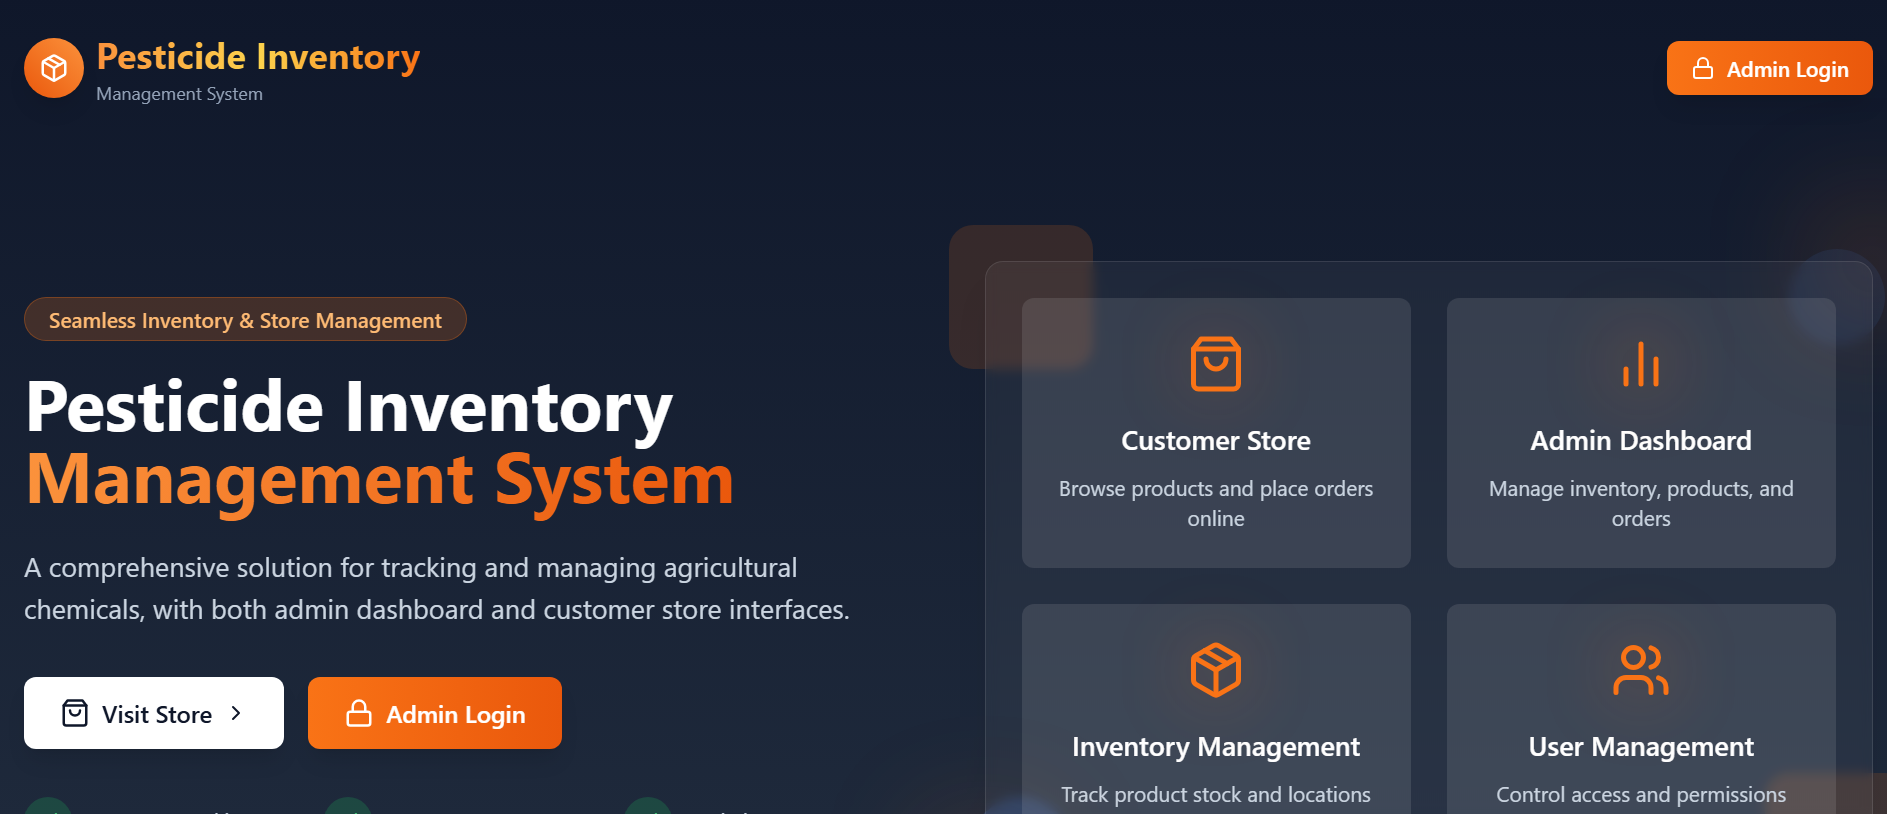 Pesticide Inventory
Management System
Admin Login
Seamless Inventory & Store Management
Pesticide Inventory
Management System
A comprehensive solution for tracking and managing agricultural
chemicals, with both admin dashboard and customer store interfaces.
Visit Store
Admin Login
Customer Store
Browse products and place orders
online
Admin Dashboard
Manage inventory, products, and
orders
Inventory Management
Track product stock and locations
User Management
Control access and permissions